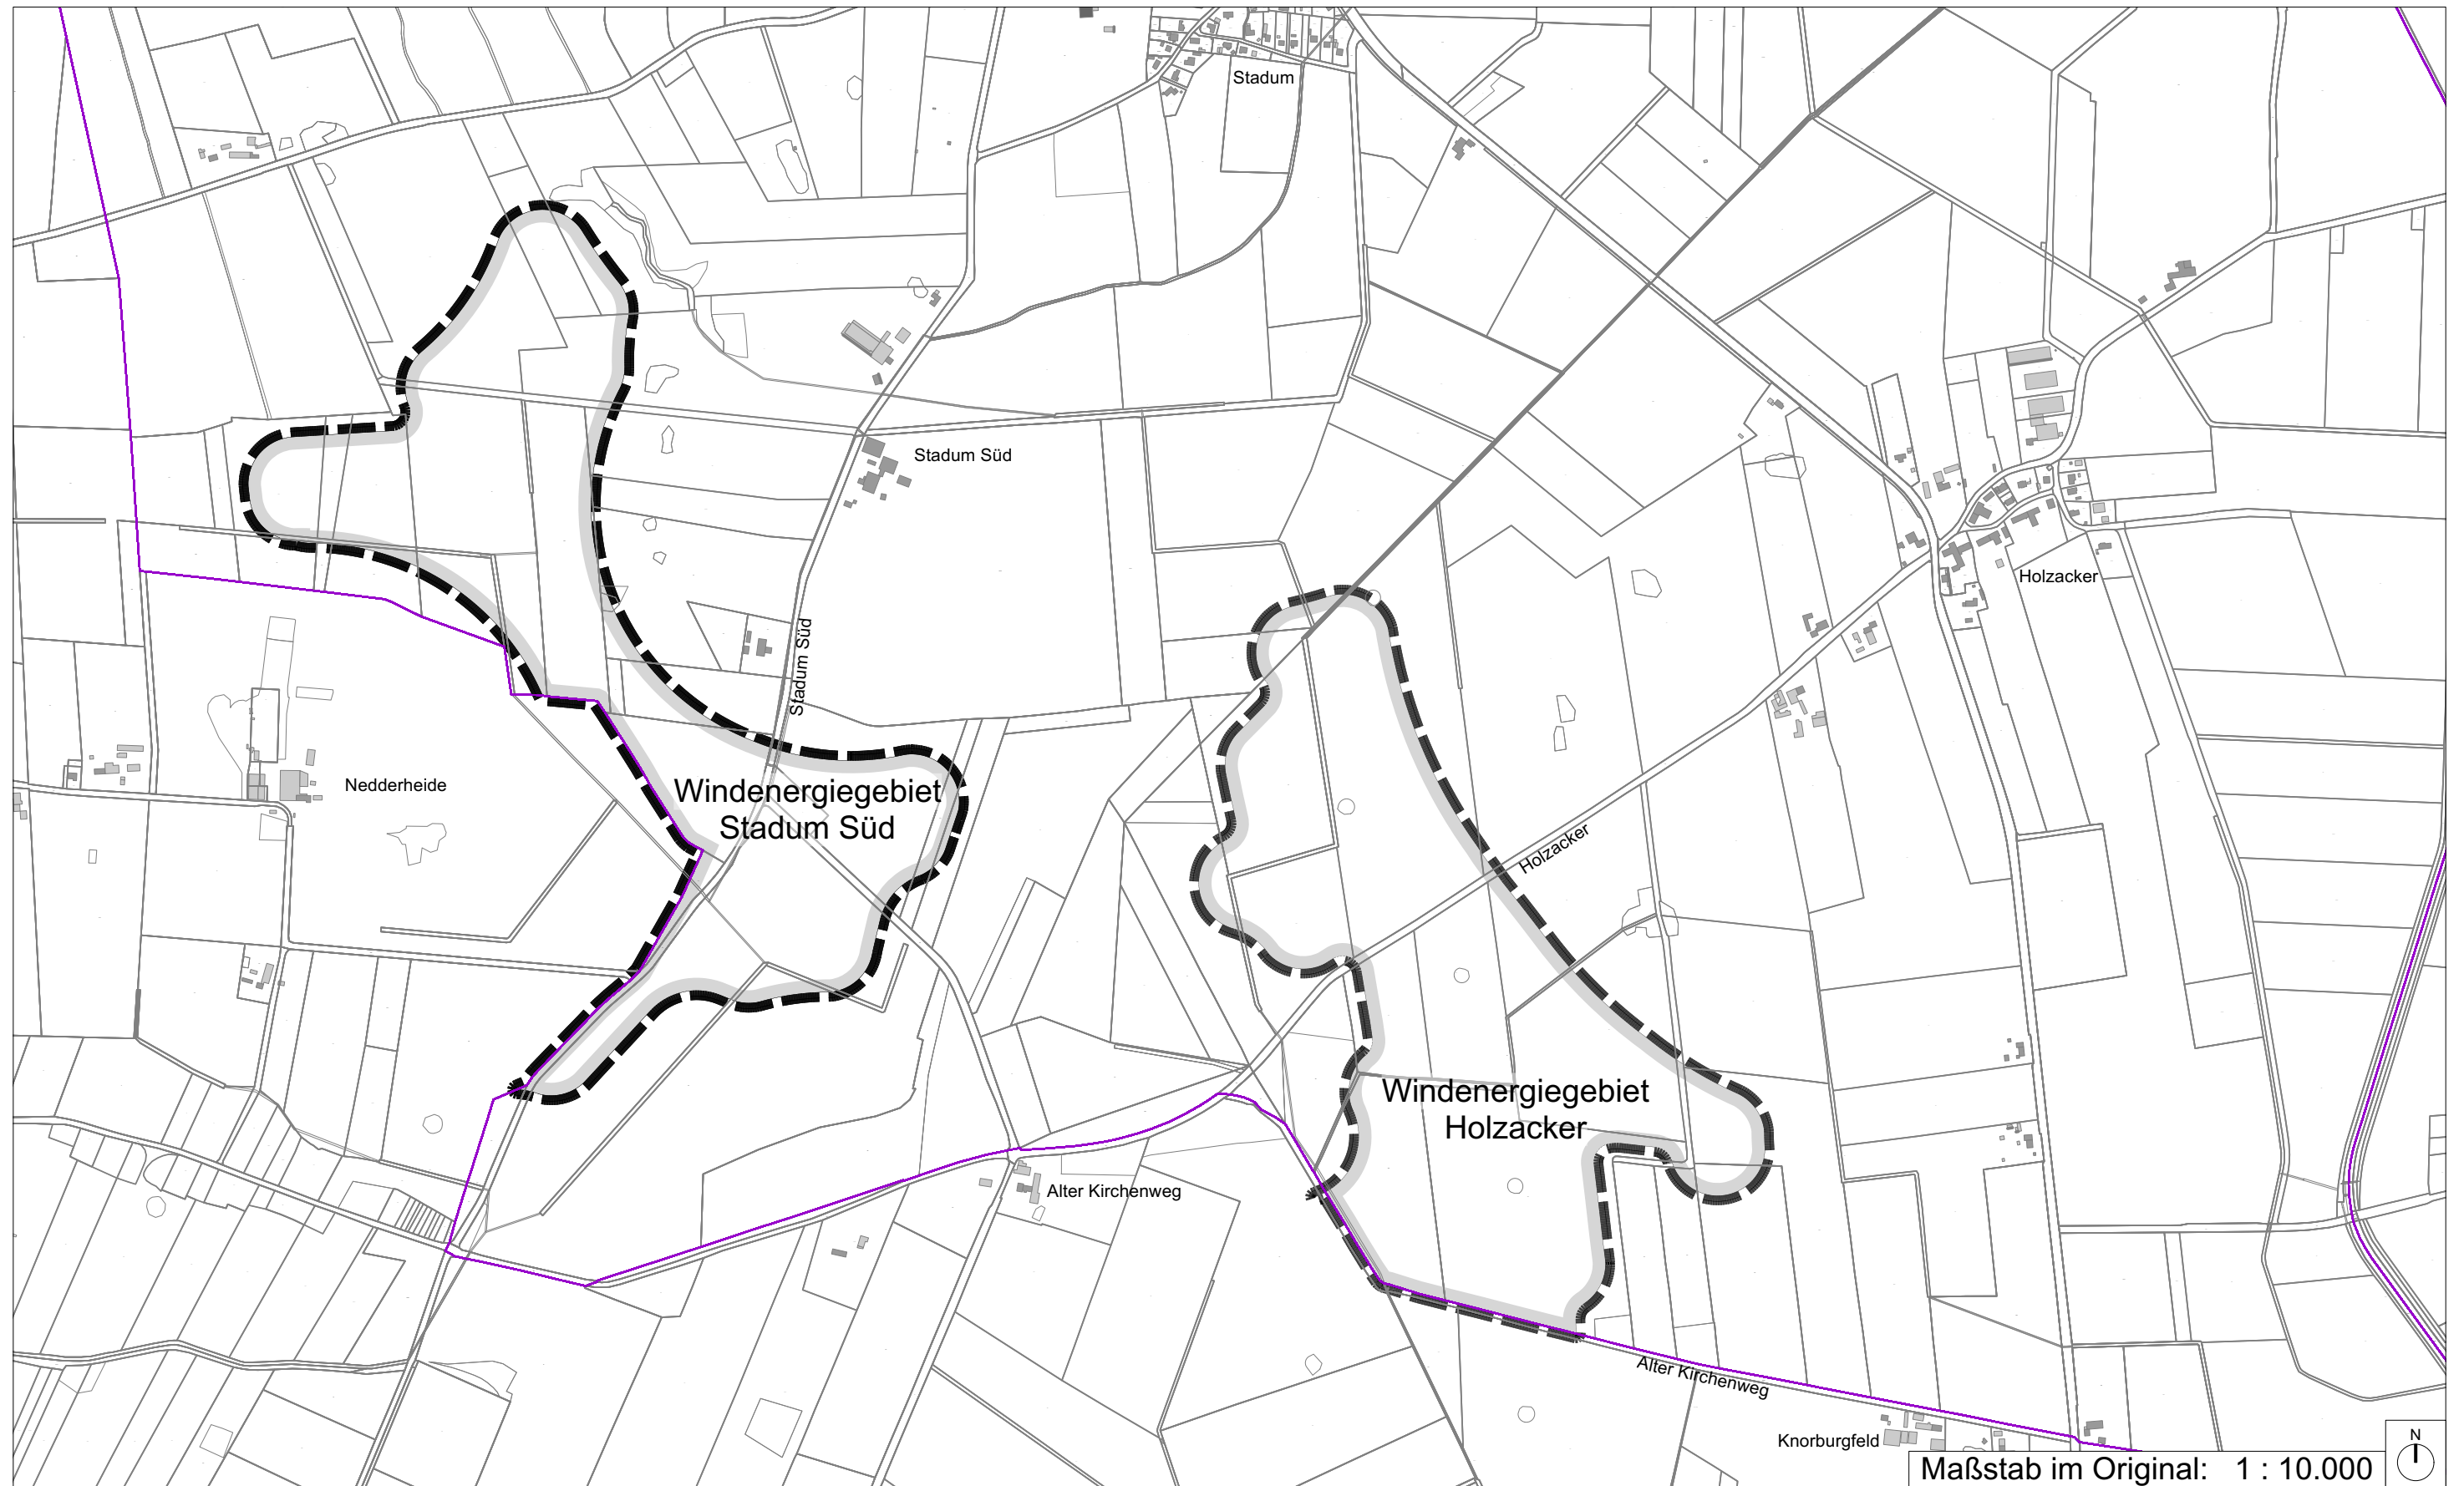 Stadum
Stadum Süd
Holzacker
Stadum Süd
Nedderheide
Windenergiegebiet
Stadum Süd
Holzacker
Windenergiegebiet
Holzacker
Alter Kirchenweg
Alter Kirchenweg
Knorburgfeld
N
Maßstab im Original: 1 : 10.000